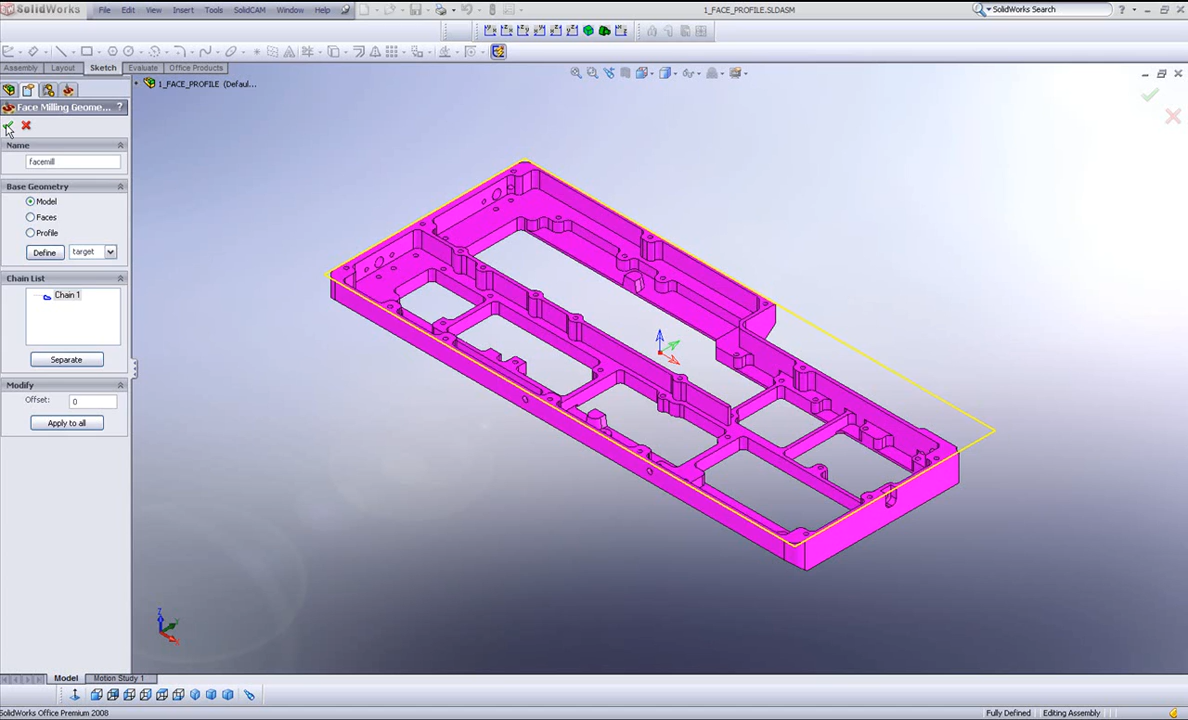 SolidWorks
File Edit View Insert Tools SolidCAM Window Help
1_FACE_PROFILE.SLDASM
SolidWorks Search
Assembly Layout Sketch Evaluate Office Products
1_FACE_PROFILE (Defaul...
Face Milling Geome... ?
Name
facemill
Base Geometry
Model
Faces
Profile
Define target
Chain List
Chain 1
Separate
Modify
Offset: 0
Apply to all
Z
Model Motion Study 1
SolidWorks Office Premium 2008
Fully Defined Editing Assembly